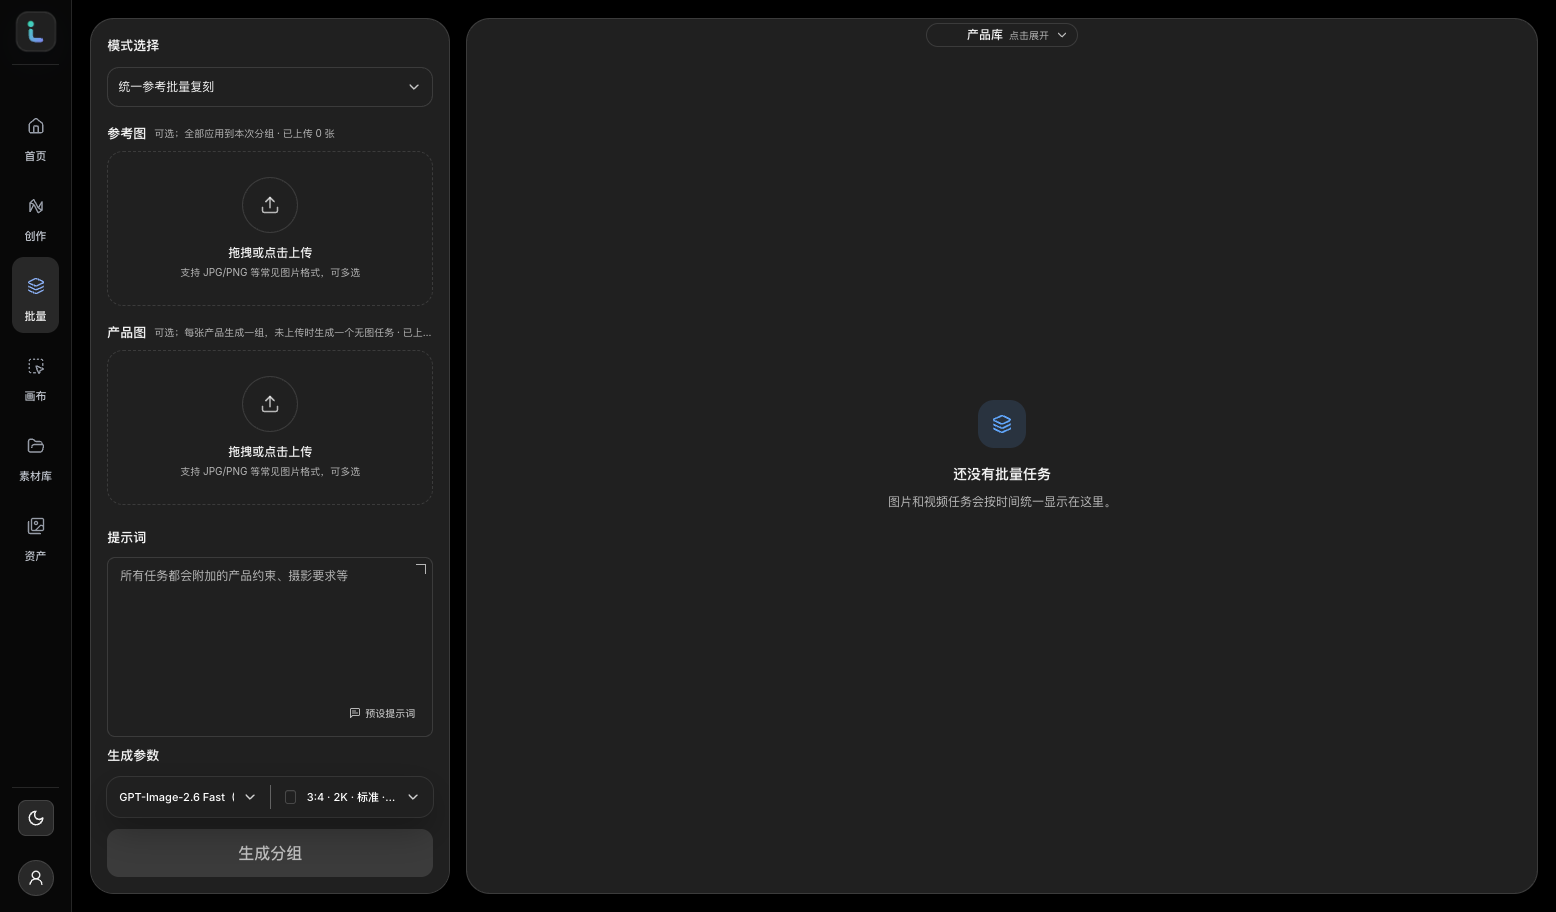 首页
创作
批量
画布
素材库
资产
模式选择
统一参考批量复刻
参考图 可选：全部应用到本次分组 · 已上传 0 张
拖拽或点击上传
支持 JPG/PNG 等常见图片格式，可多选
产品图 可选：每张产品生成一组，未上传时生成一个无图任务 · 已上...
拖拽或点击上传
支持 JPG/PNG 等常见图片格式，可多选
提示词
所有任务都会附加的产品约束、摄影要求等
预设提示词
生成参数
GPT-Image-2.6 Fast (
3:4 · 2K · 标准 ·...
生成分组
产品库 点击展开
还没有批量任务
图片和视频任务会按时间统一显示在这里。